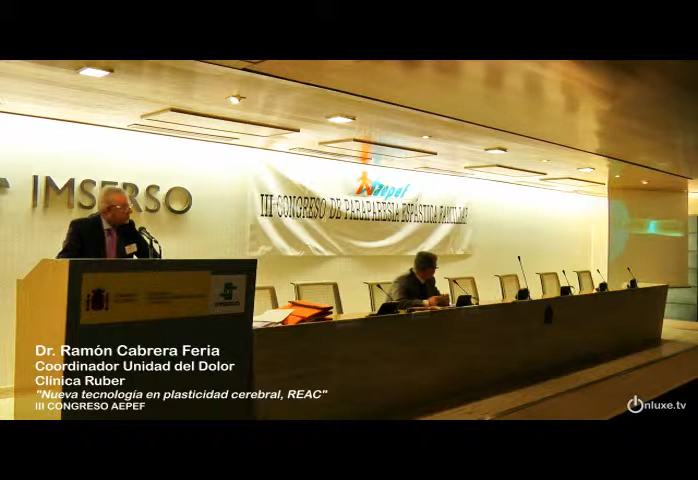 IMSERSO
aepef
III CONGRESO DE PARAPARESIA ESPÁSTICA FAMILIAR
Dr. Ramón Cabrera Feria
Coordinador Unidad del Dolor
Clínica Ruber
"Nueva tecnología en plasticidad cerebral, REAC"
III CONGRESO AEPEF
onluxe.tv